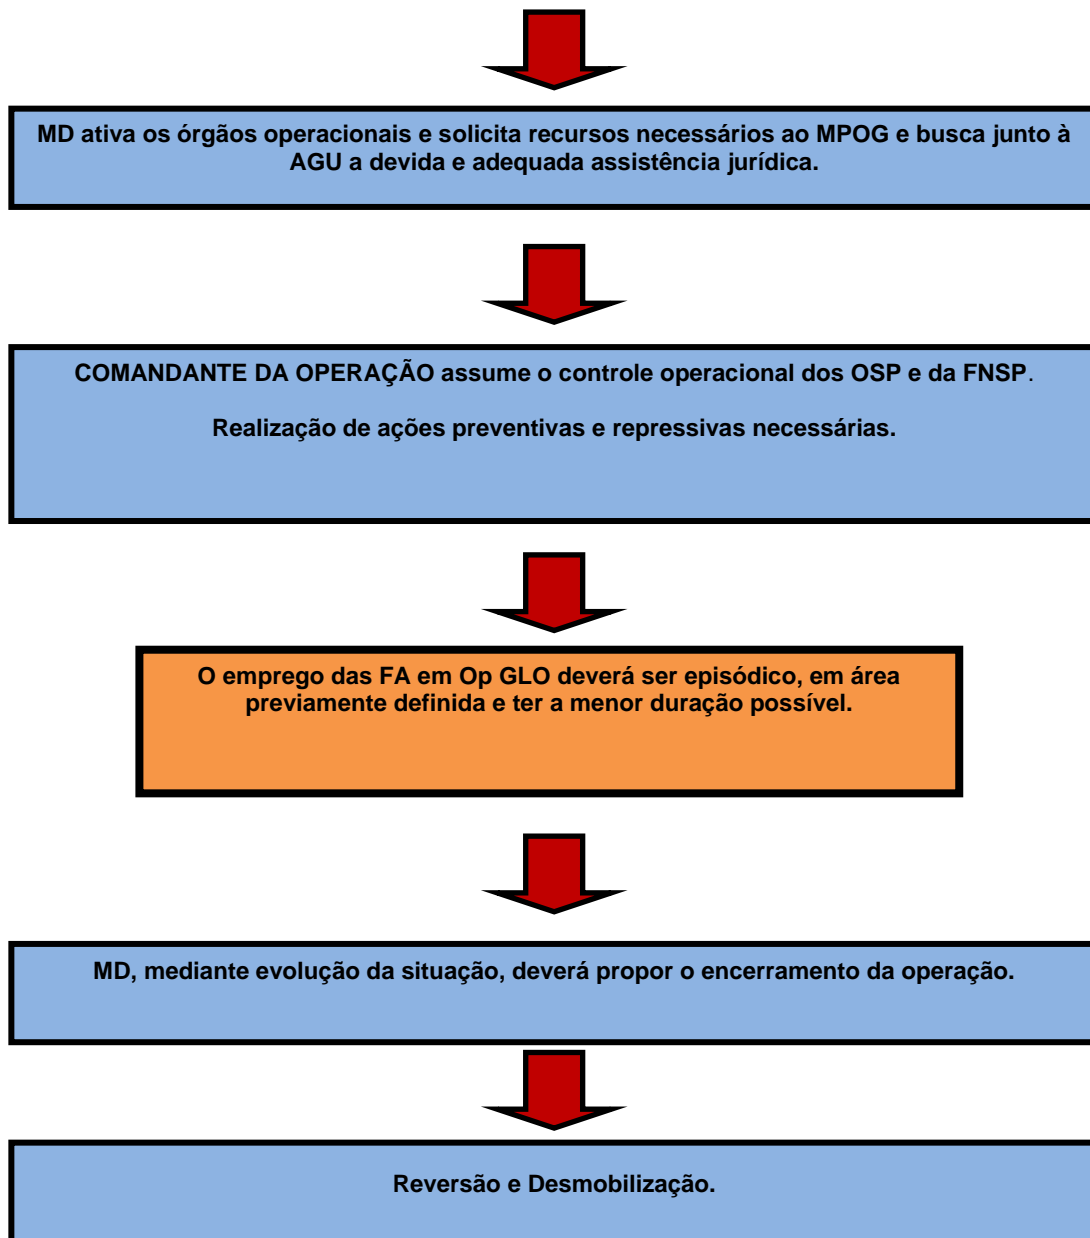 MD ativa os órgãos operacionais e solicita recursos necessários ao MPOG e busca junto à
AGU a devida e adequada assistência jurídica.
COMANDANTE DA OPERAÇÃO assume o controle operacional dos OSP e da FNSP.
Realização de ações preventivas e repressivas necessárias.
O emprego das FA em Op GLO deverá ser episódico, em área
previamente definida e ter a menor duração possível.
MD, mediante evolução da situação, deverá propor o encerramento da operação.
Reversão e Desmobilização.